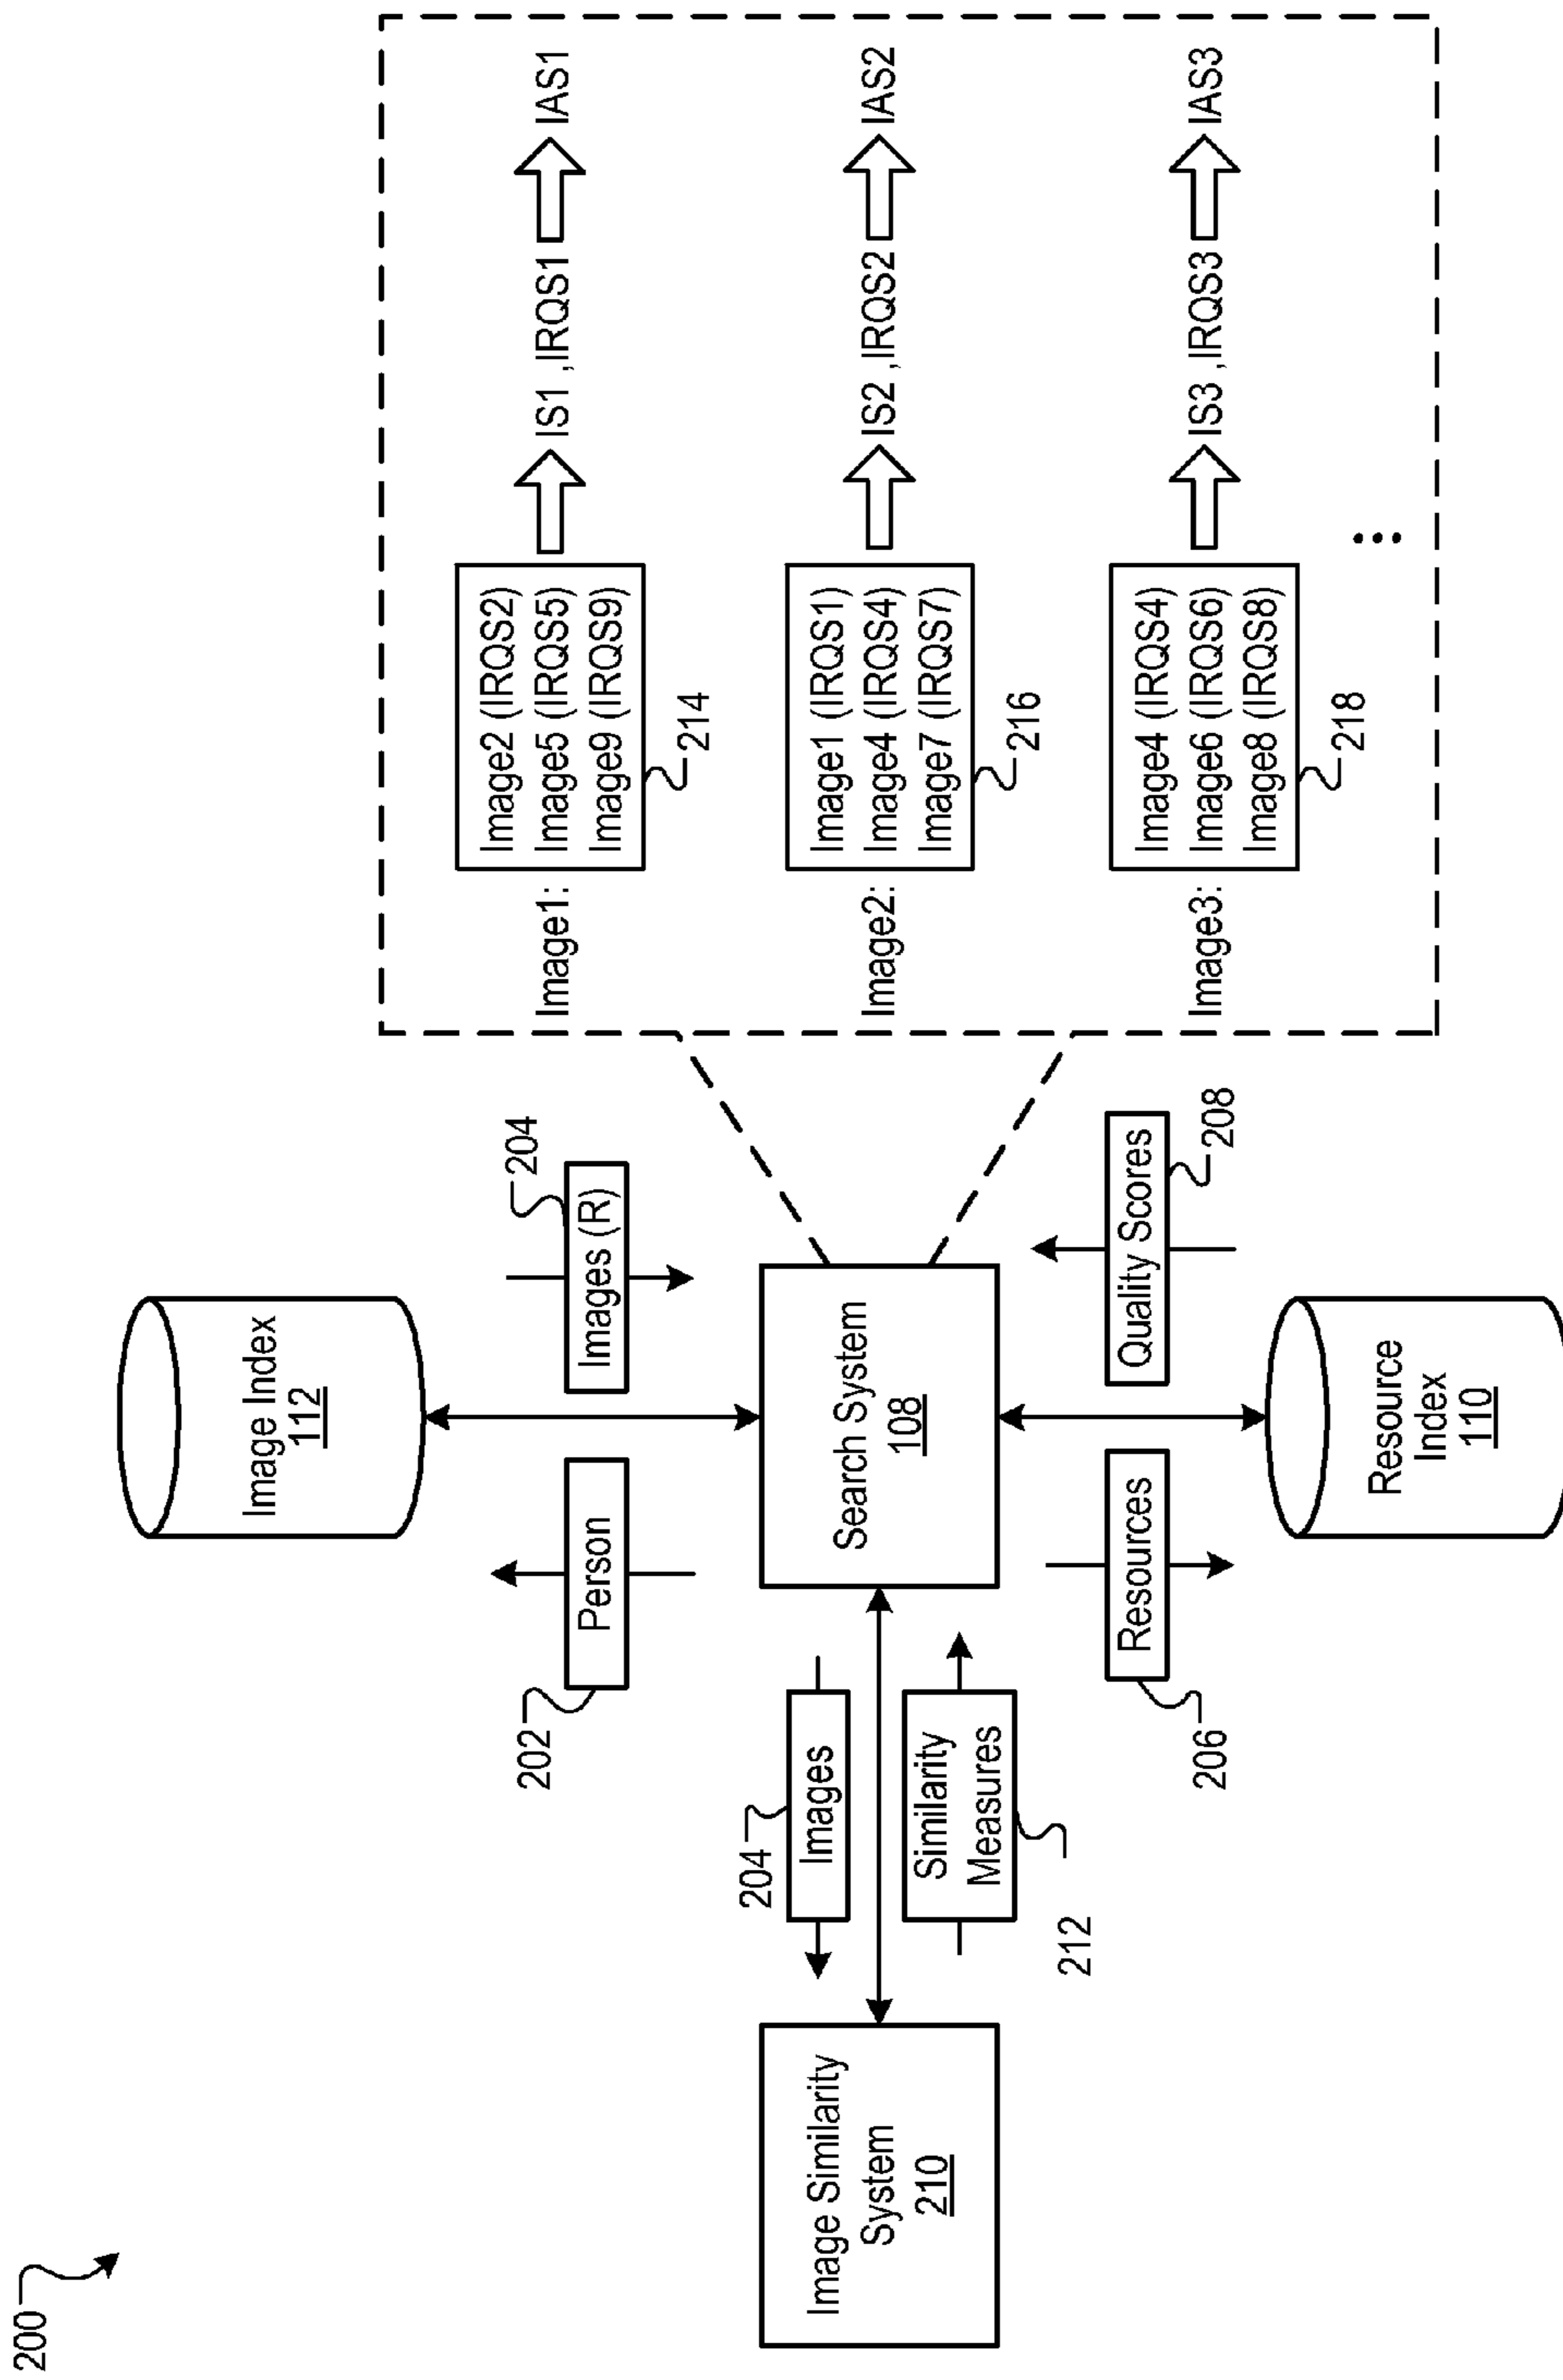 200
Image Index
112
202
Person
204
Images (R)
204
Images
Image Similarity
System
210
Similarity
Measures
212
Search System
108
206
Resources
Quality Scores
208
Resource
Index
110
Image1:
Image2 (IRQS2)
Image5 (IRQS5)
Image9 (IRQS9)
214
IS1 ,IRQS1
IAS1
Image2:
Image1 (IRQS1)
Image4 (IRQS4)
Image7 (IRQS7)
216
IS2 ,IRQS2
IAS2
Image3:
Image4 (IRQS4)
Image6 (IRQS6)
Image8 (IRQS8)
218
IS3 ,IRQS3
IAS3
...